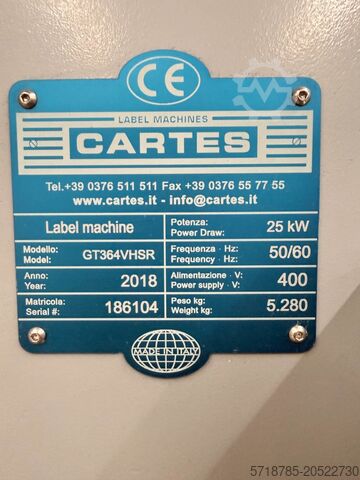 CE
LABEL MACHINES
CARTES
Tel.+39 0376 511 511 Fax +39 0376 55 77 55
www.cartes.it - info@cartes.it
Label machine
Potenza: Power Draw: 25 kW
Modello: Model: GT364VHSR
Frequenza - Hz: Frequency - Hz: 50/60
Anno: Year: 2018
Alimentazione - V: Power supply - V: 400
Matricola: Serial #: 186104
Peso kg: Weight kg: 5.280
MADE IN ITALY
5718785-20522730